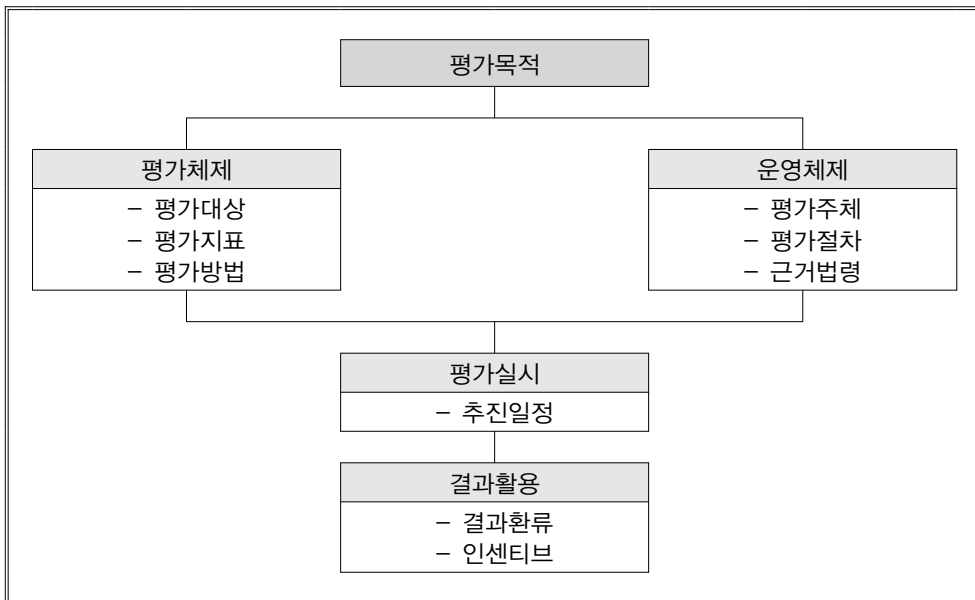 평가목적
평가체제
– 평가대상
– 평가지표
– 평가방법
운영체제
– 평가주체
– 평가절차
– 근거법령
평가실시
– 추진일정
결과활용
– 결과환류
– 인센티브